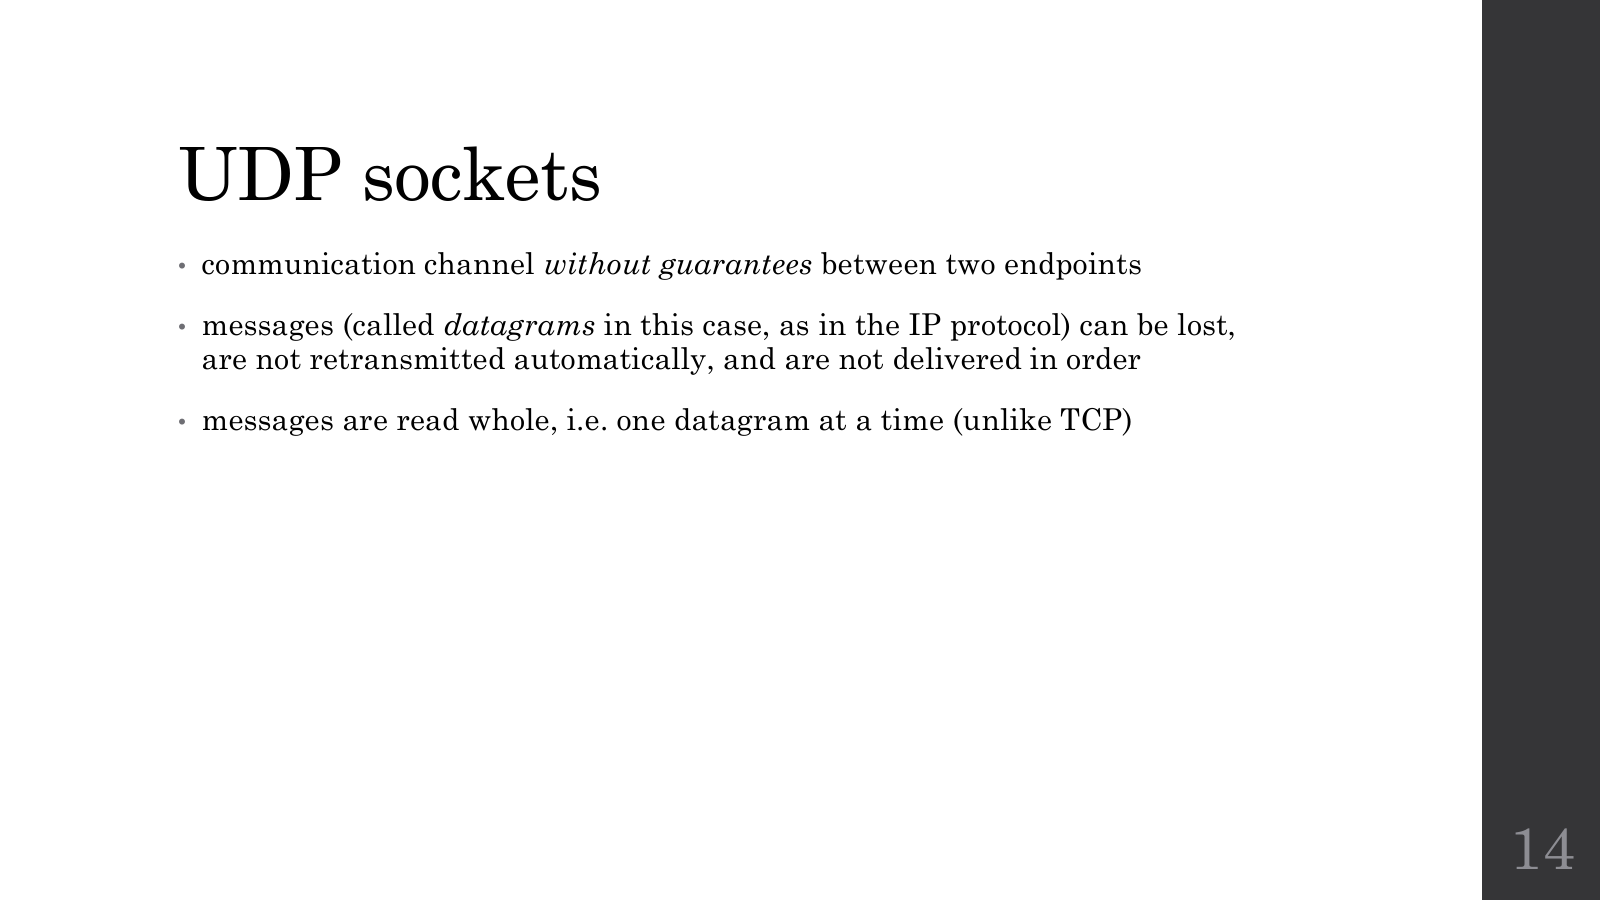 UDP sockets
• communication channel without guarantees between two endpoints
• messages (called datagrams in this case, as in the IP protocol) can be lost,
are not retransmitted automatically, and are not delivered in order
• messages are read whole, i.e. one datagram at a time (unlike TCP)
14